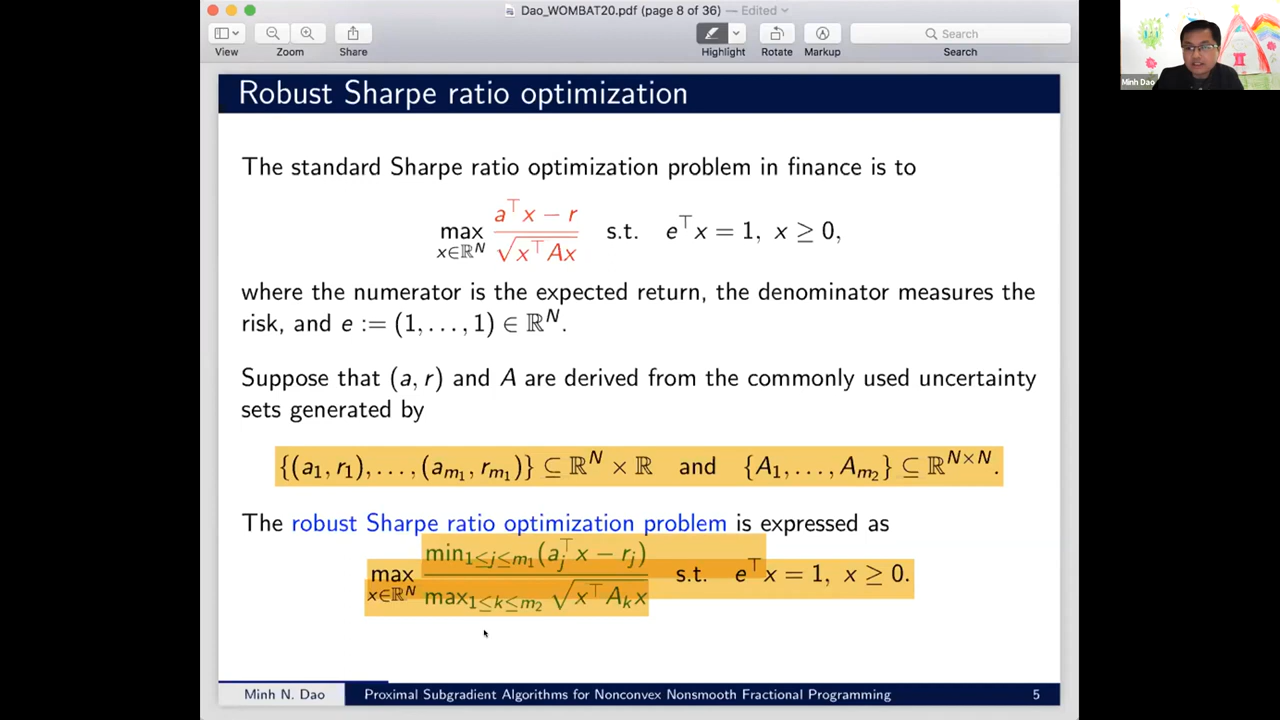 Dao_WOMBAT20.pdf (page 8 of 36) — Edited
View Zoom Share Highlight Rotate Markup Search
Search
Minh Dao
Robust Sharpe ratio optimization
The standard Sharpe ratio optimization problem in finance is to
max_{x∈ℝ^N} (a^⊤x − r) / √(x^⊤Ax) s.t. e^⊤x = 1, x ≥ 0,
where the numerator is the expected return, the denominator measures the
risk, and e := (1, . . . , 1) ∈ ℝ^N.
Suppose that (a, r) and A are derived from the commonly used uncertainty
sets generated by
{(a_1, r_1), . . . , (a_{m_1}, r_{m_1})} ⊆ ℝ^N × ℝ and {A_1, . . . , A_{m_2}} ⊆ ℝ^{N×N}.
The robust Sharpe ratio optimization problem is expressed as
max_{x∈ℝ^N} min_{1≤j≤m_1}(a_j^⊤x − r_j) / max_{1≤k≤m_2} √(x^⊤A_kx) s.t. e^⊤x = 1, x ≥ 0.
Minh N. Dao Proximal Subgradient Algorithms for Nonconvex Nonsmooth Fractional Programming 5